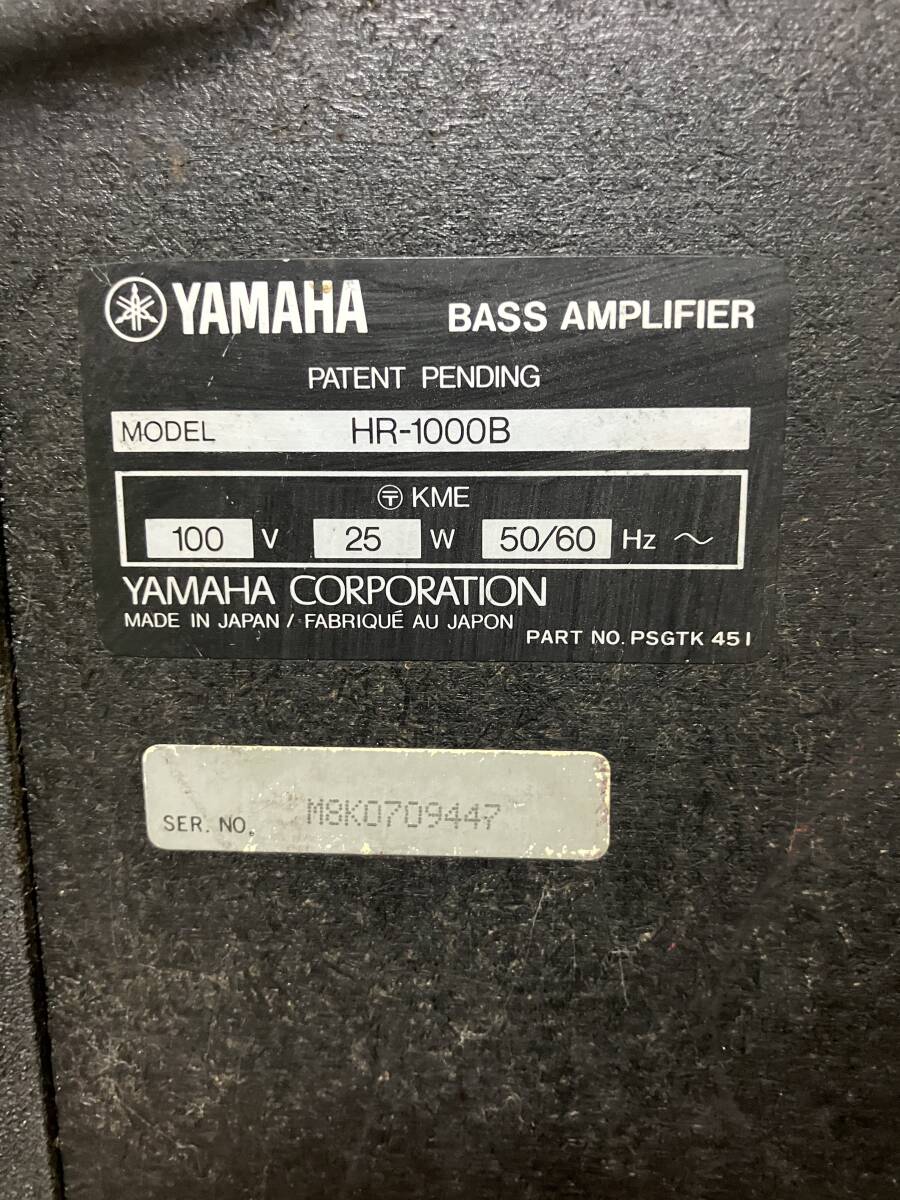 YAMAHA BASS AMPLIFIER
PATENT PENDING
MODEL HR-1000B
〶 KME
100 V 25 W 50/60 Hz ～
YAMAHA CORPORATION
MADE IN JAPAN / FABRIQUÉ AU JAPON
PART NO. PSGTK 451
SER. NO. M8K0709447